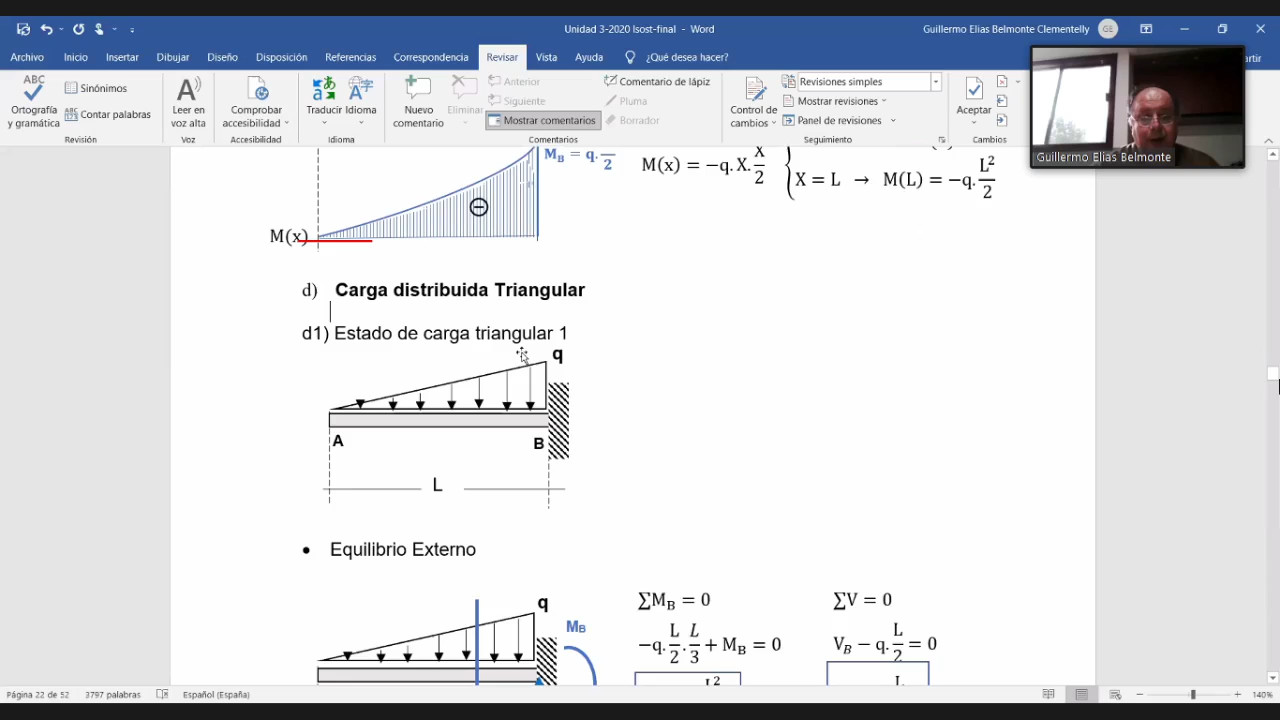 Unidad 3-2020 Isost-final - Word
Guillermo Elias Belmonte Clementelly
GE
Archivo Inicio Insertar Dibujar Diseño Disposición Referencias Correspondencia Revisar Vista Ayuda ¿Qué desea hacer?
ABC
Ortografía y gramática
Sinónimos
Contar palabras
Revisión
Leer en voz alta
Voz
Comprobar accesibilidad
Accesibilidad
Traducir Idioma
Idioma
Nuevo comentario
Eliminar
Anterior
Siguiente
Mostrar comentarios
Comentario de lápiz
Pluma
Borrador
Comentarios
Control de cambios
Revisiones simples
Mostrar revisiones
Panel de revisiones
Seguimiento
Aceptar
Cambios
Guillermo Elias Belmonte
M_B = q. /2
M(x) = −q.X.X/2
X = L → M(L) = −q.L²/2
M(x)
d) Carga distribuida Triangular
d1) Estado de carga triangular 1
q
A
B
L
• Equilibrio Externo
q
M_B
∑M_B = 0
∑V = 0
−q.L/2.L/3 + M_B = 0
V_B − q.L/2 = 0
L²
L
Página 22 de 52 3797 palabras Español (España)
140%